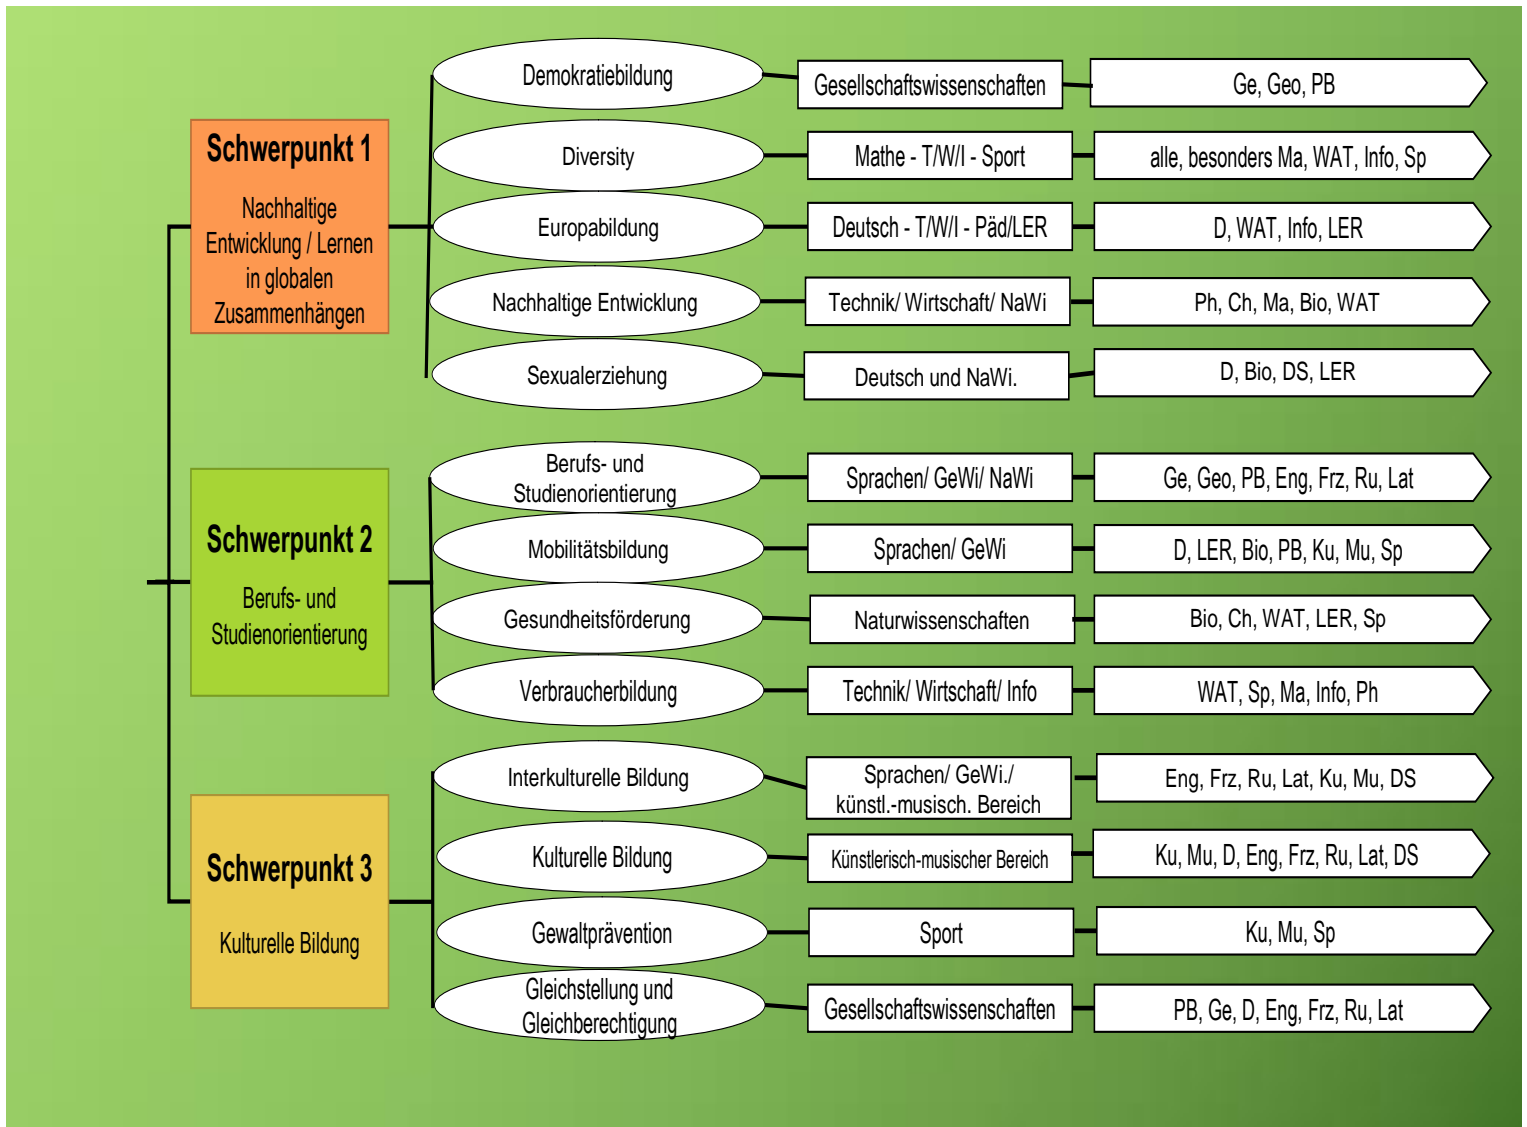 Schwerpunkt 1
Nachhaltige
Entwicklung / Lernen
in globalen
Zusammenhängen
Demokratiebildung
Gesellschaftswissenschaften
Ge, Geo, PB
Diversity
Mathe - T/W/I - Sport
alle, besonders Ma, WAT, Info, Sp
Europabildung
Deutsch - T/W/I - Päd/LER
D, WAT, Info, LER
Nachhaltige Entwicklung
Technik/ Wirtschaft/ NaWi
Ph, Ch, Ma, Bio, WAT
Sexualerziehung
Deutsch und NaWi.
D, Bio, DS, LER
Schwerpunkt 2
Berufs- und
Studienorientierung
Berufs- und
Studienorientierung
Sprachen/ GeWi/ NaWi
Ge, Geo, PB, Eng, Frz, Ru, Lat
Mobilitätsbildung
Sprachen/ GeWi
D, LER, Bio, PB, Ku, Mu, Sp
Gesundheitsförderung
Naturwissenschaften
Bio, Ch, WAT, LER, Sp
Verbraucherbildung
Technik/ Wirtschaft/ Info
WAT, Sp, Ma, Info, Ph
Schwerpunkt 3
Kulturelle Bildung
Interkulturelle Bildung
Sprachen/ GeWi./
künstl.-musisch. Bereich
Eng, Frz, Ru, Lat, Ku, Mu, DS
Kulturelle Bildung
Künstlerisch-musischer Bereich
Ku, Mu, D, Eng, Frz, Ru, Lat, DS
Gewaltprävention
Sport
Ku, Mu, Sp
Gleichstellung und
Gleichberechtigung
Gesellschaftswissenschaften
PB, Ge, D, Eng, Frz, Ru, Lat